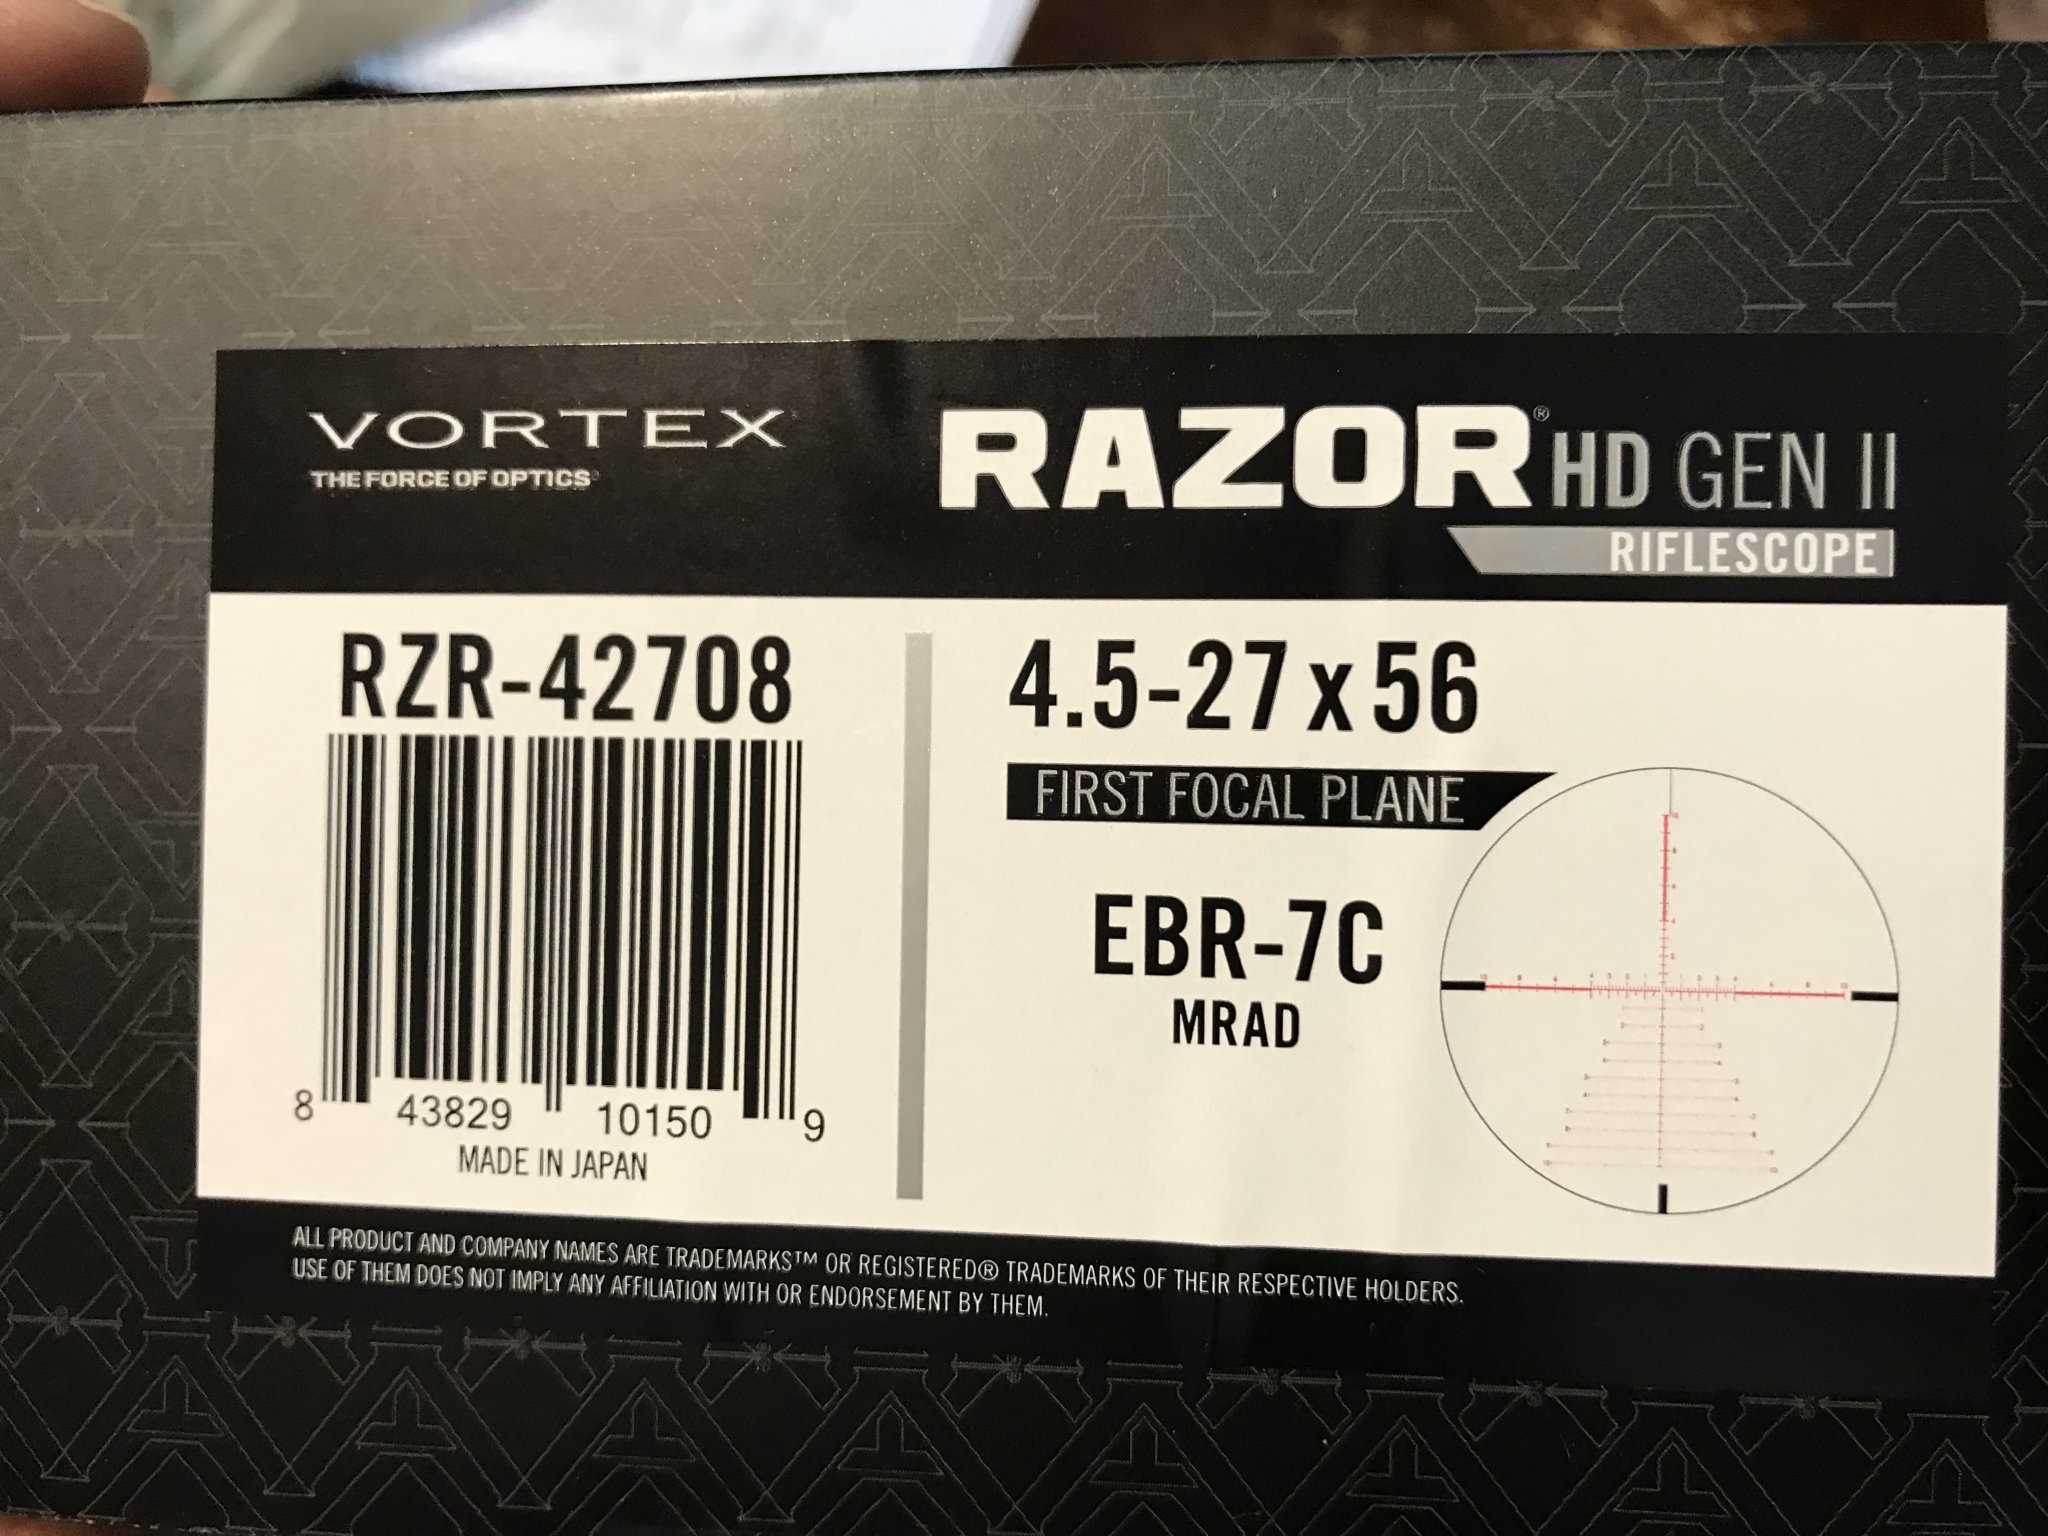 VORTEX
THE FORCE OF OPTICS
RAZOR® HD GEN II
RIFLESCOPE
RZR-42708
8 43829 10150 9
MADE IN JAPAN
4.5-27 x 56
FIRST FOCAL PLANE
EBR-7C
MRAD
ALL PRODUCT AND COMPANY NAMES ARE TRADEMARKS™ OR REGISTERED® TRADEMARKS OF THEIR RESPECTIVE HOLDERS.
USE OF THEM DOES NOT IMPLY ANY AFFILIATION WITH OR ENDORSEMENT BY THEM.